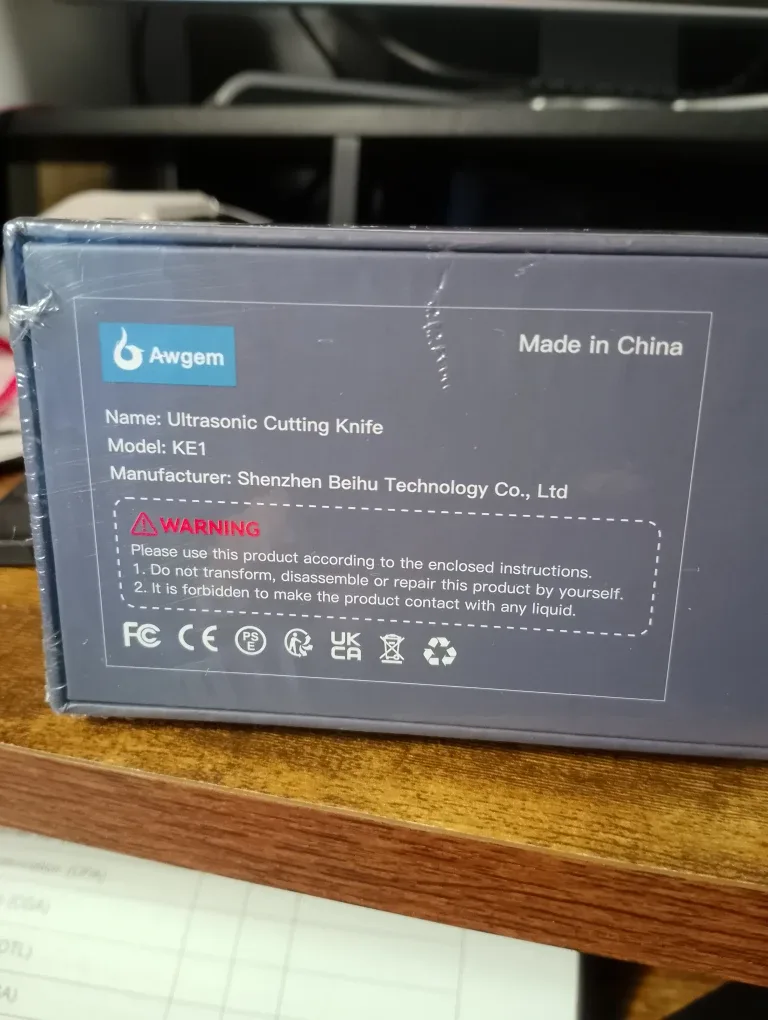 Awgem
Made in China
Name: Ultrasonic Cutting Knife
Model: KE1
Manufacturer: Shenzhen Beihu Technology Co., Ltd
WARNING
Please use this product according to the enclosed instructions.
1. Do not transform, disassemble or repair this product by yourself.
2. It is forbidden to make the product contact with any liquid.
FC CE PS E UK CA